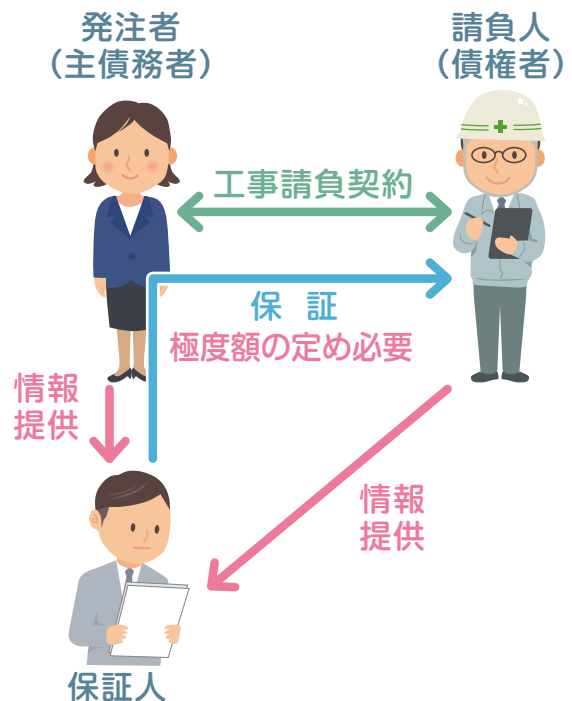 発注者
（主債務者）
請負人
（債権者）
工事請負契約
保 証
極度額の定め必要
情報
提供
情報
提供
保証人